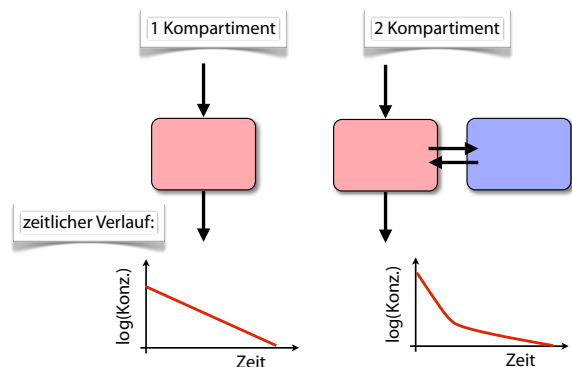 1 Kompartiment
2 Kompartiment
zeitlicher Verlauf:
log(Konz.)
Zeit
log(Konz.)
Zeit